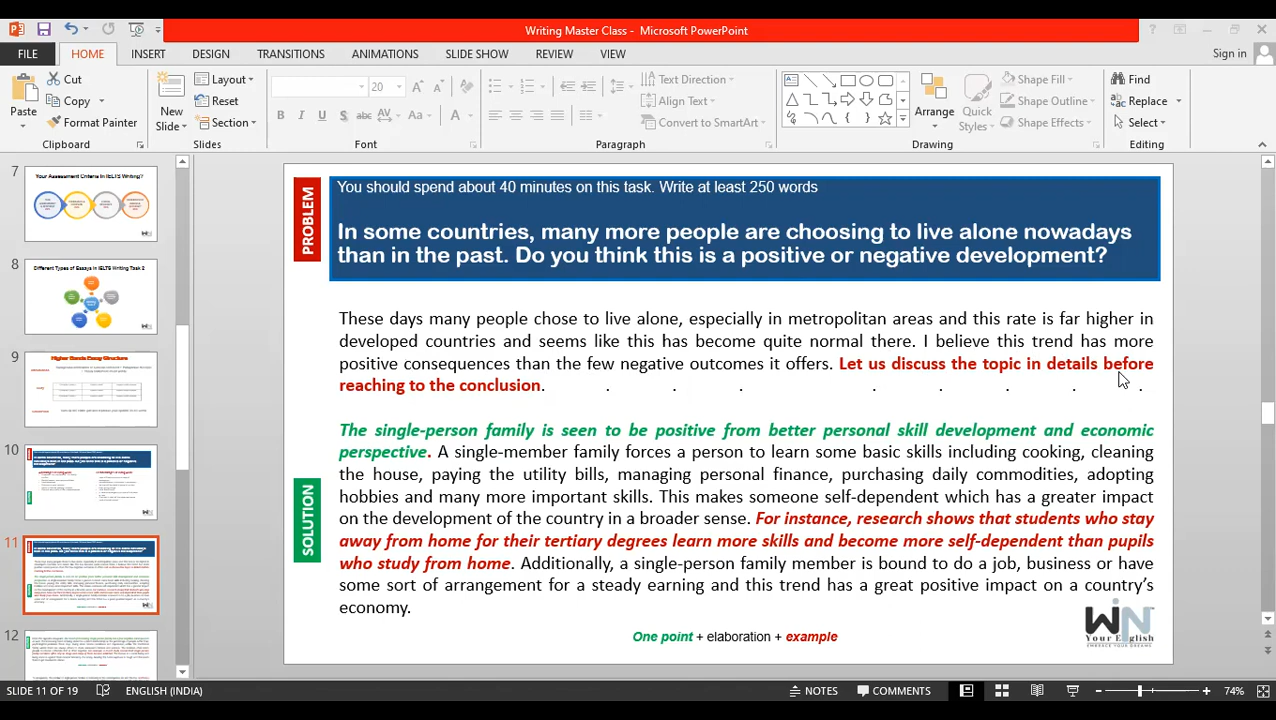 Writing Master Class - Microsoft PowerPoint
FILE HOME INSERT DESIGN TRANSITIONS ANIMATIONS SLIDE SHOW REVIEW VIEW Sign in
Cut Layout 20 Text Direction Shape Fill Find
Paste Copy New Slide Reset Align Text Arrange Quick Styles Shape Outline Replace
Format Painter Section Convert to SmartArt Shape Effects Select
Clipboard Slides Font Paragraph Drawing Editing
7
Your Assessment Criteria in IELTS Writing?
8
Different Types of Essays in IELTS Writing Task 2
9
Higher Bands Essay Structure
10
11
12
PROBLEM
You should spend about 40 minutes on this task. Write at least 250 words
In some countries, many more people are choosing to live alone nowadays
than in the past. Do you think this is a positive or negative development?
These days many people chose to live alone, especially in metropolitan areas and this rate is far higher in
developed countries and seems like this has become quite normal there. I believe this trend has more
positive consequences than the few negative outcomes it offers. Let us discuss the topic in details before
reaching to the conclusion. . . . . . . . .
SOLUTION
The single-person family is seen to be positive from better personal skill development and economic
perspective. A single member family forces a person to learn some basic skills including cooking, cleaning
the house, paying the utility bills, managing personal finance, purchasing daily commodities, adopting
hobbies and many more important skills. This makes someone self-dependent which has a greater impact
on the development of the country in a broader sense. For instance, research shows that students who stay
away from home for their tertiary degrees learn more skills and become more self-dependent than pupils
who study from home. Additionally, a single-person family member is bound to do a job, business or have
some sort of arrangement for steady earning and this has a great positive impact on a country's
economy.
One point + elaboration + example
WIN
Your English
EMBRACE YOUR DREAMS
SLIDE 11 OF 19 ENGLISH (INDIA) NOTES COMMENTS 74%